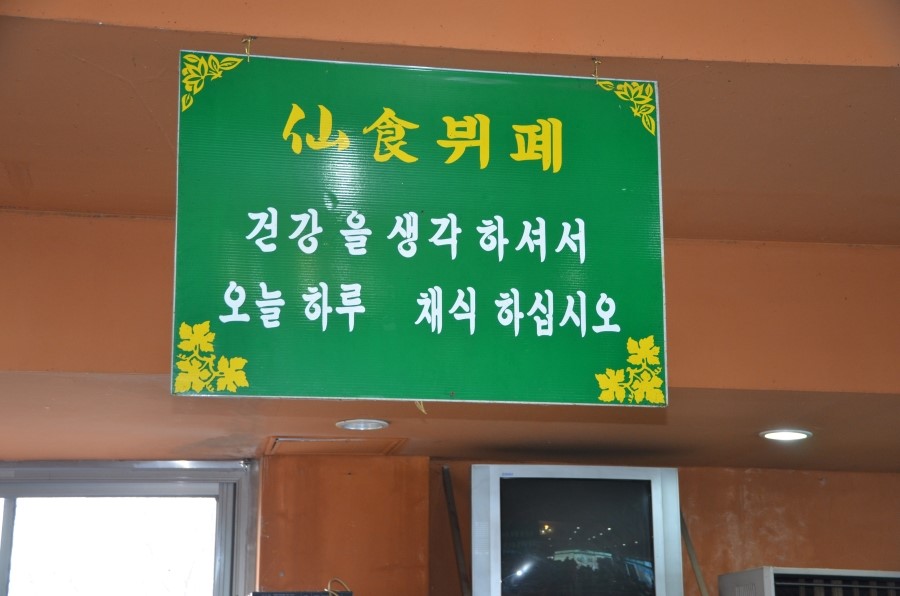 仙食뷔페
건강을 생각 하셔서
오늘 하루 채식 하십시오